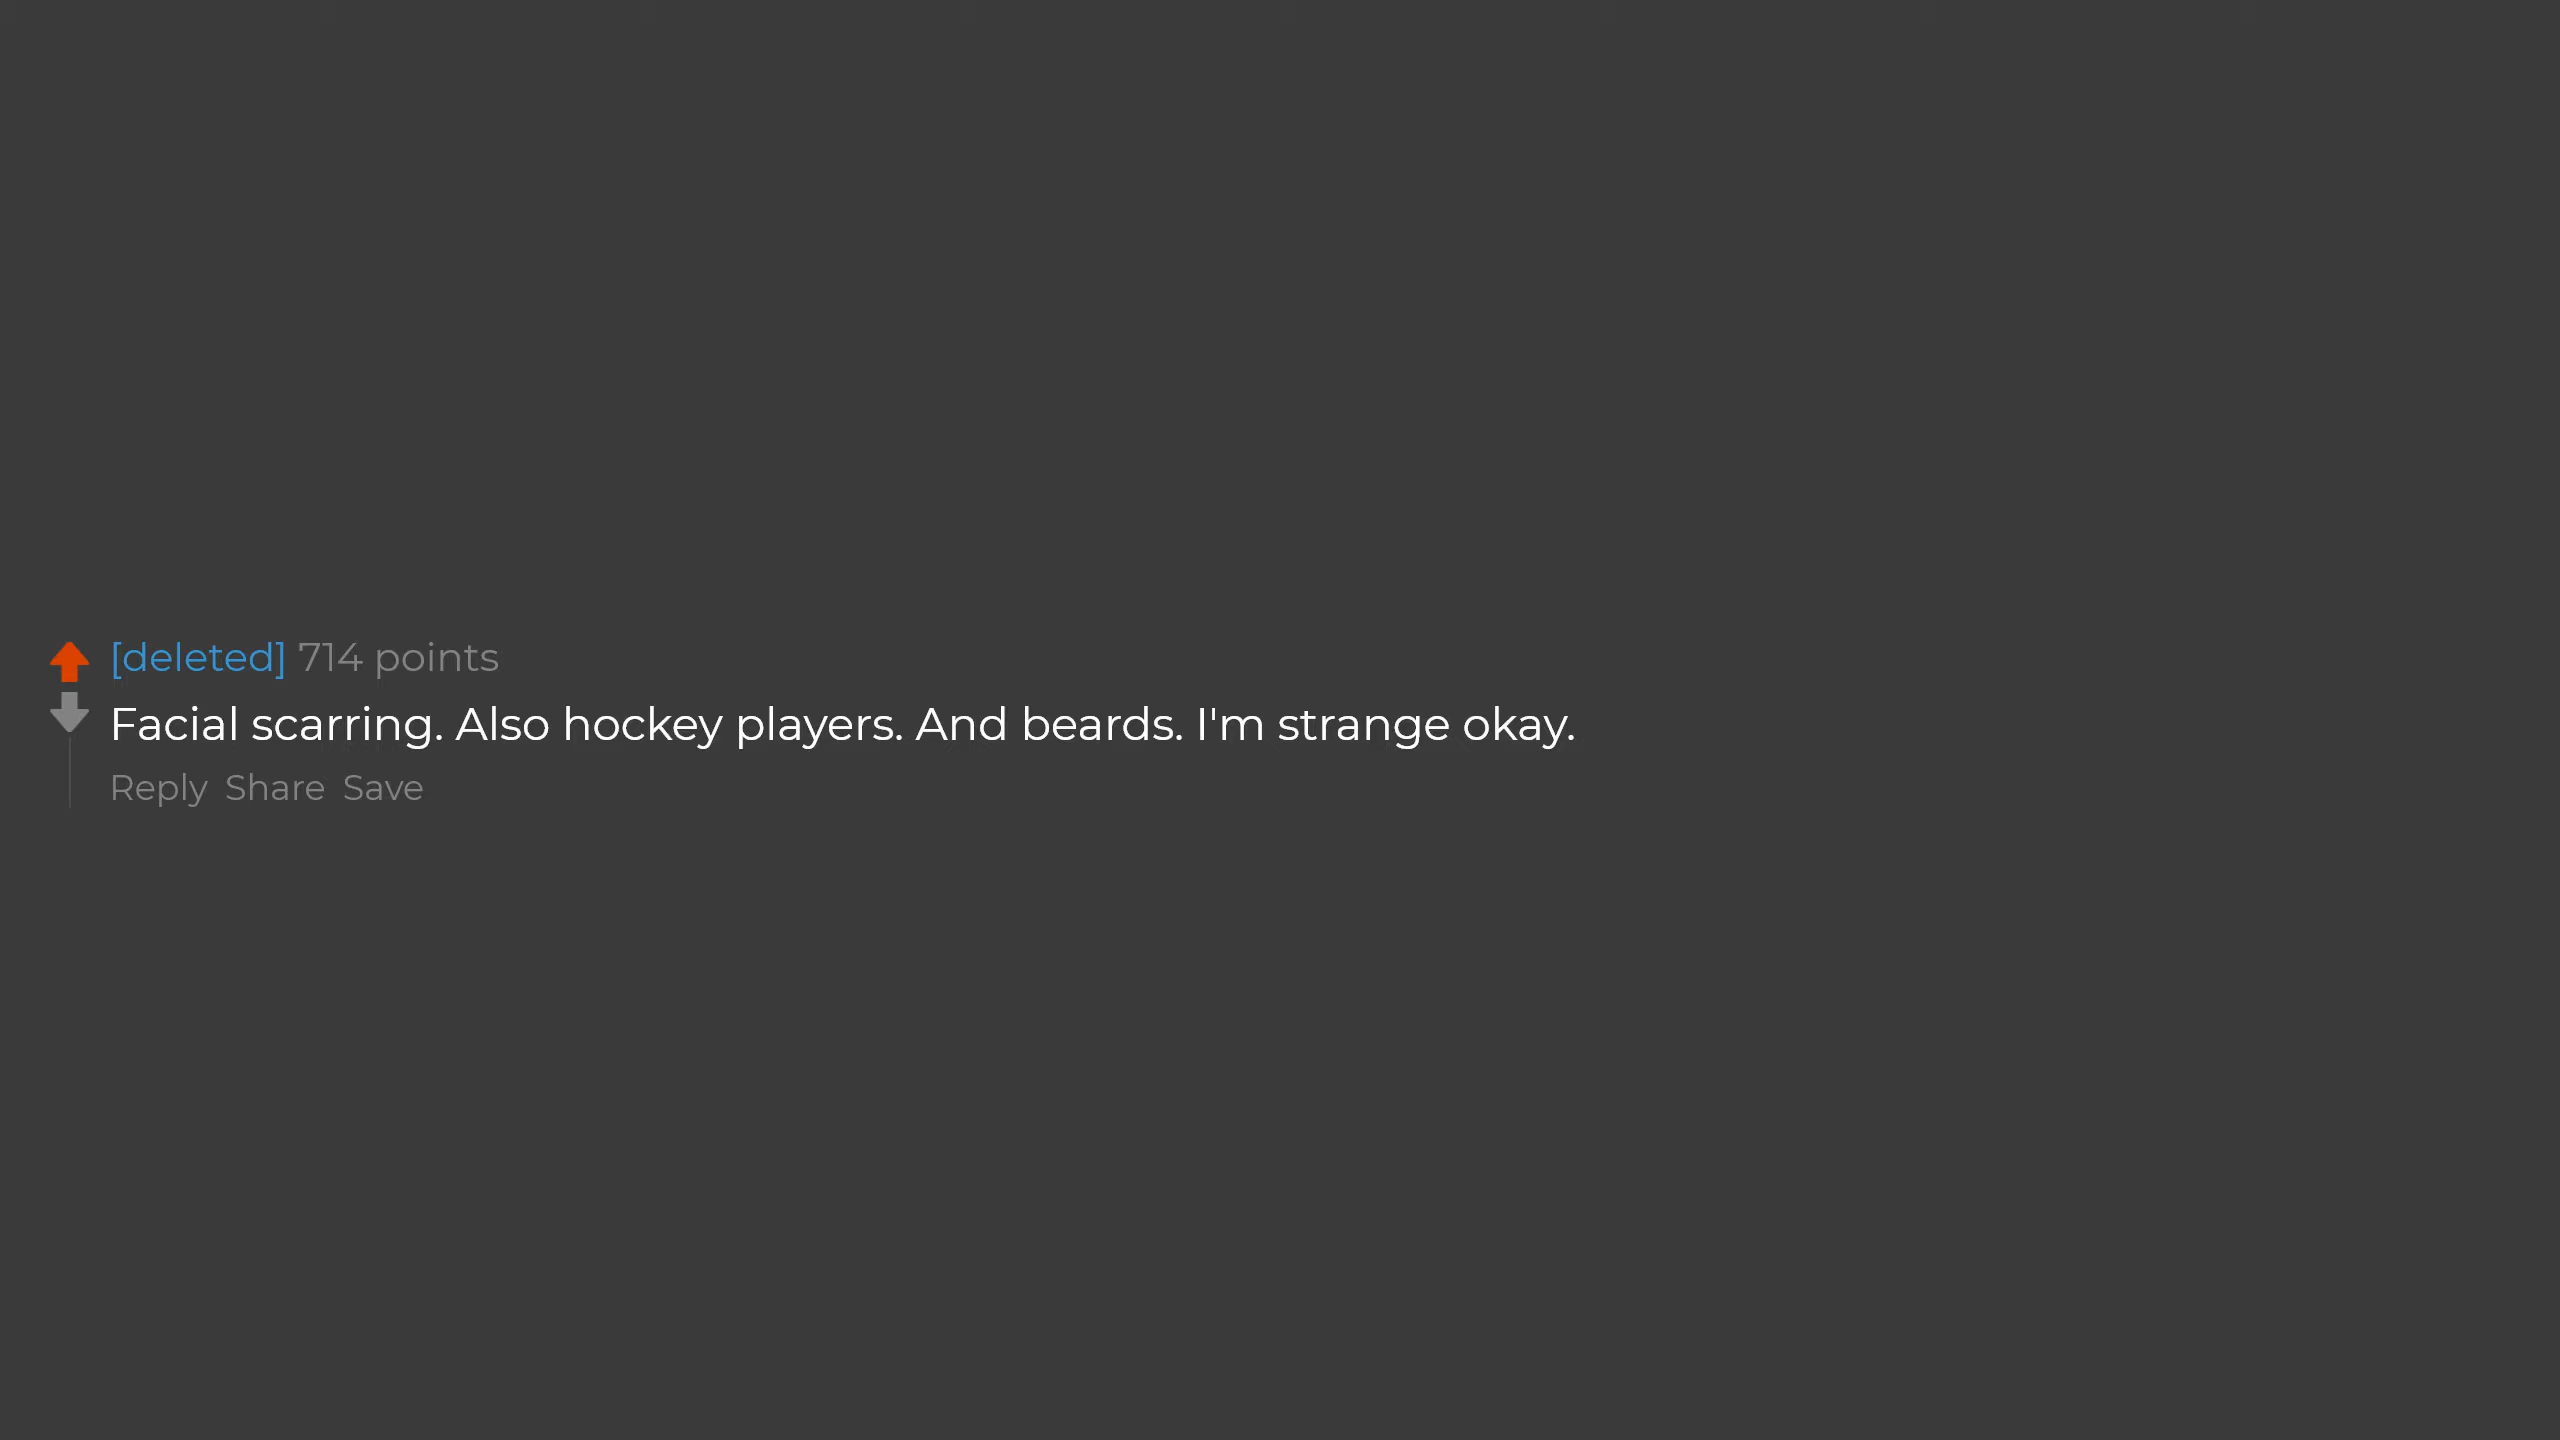 [deleted] 714 points
Facial scarring. Also hockey players. And beards. I'm strange okay.
Reply Share Save